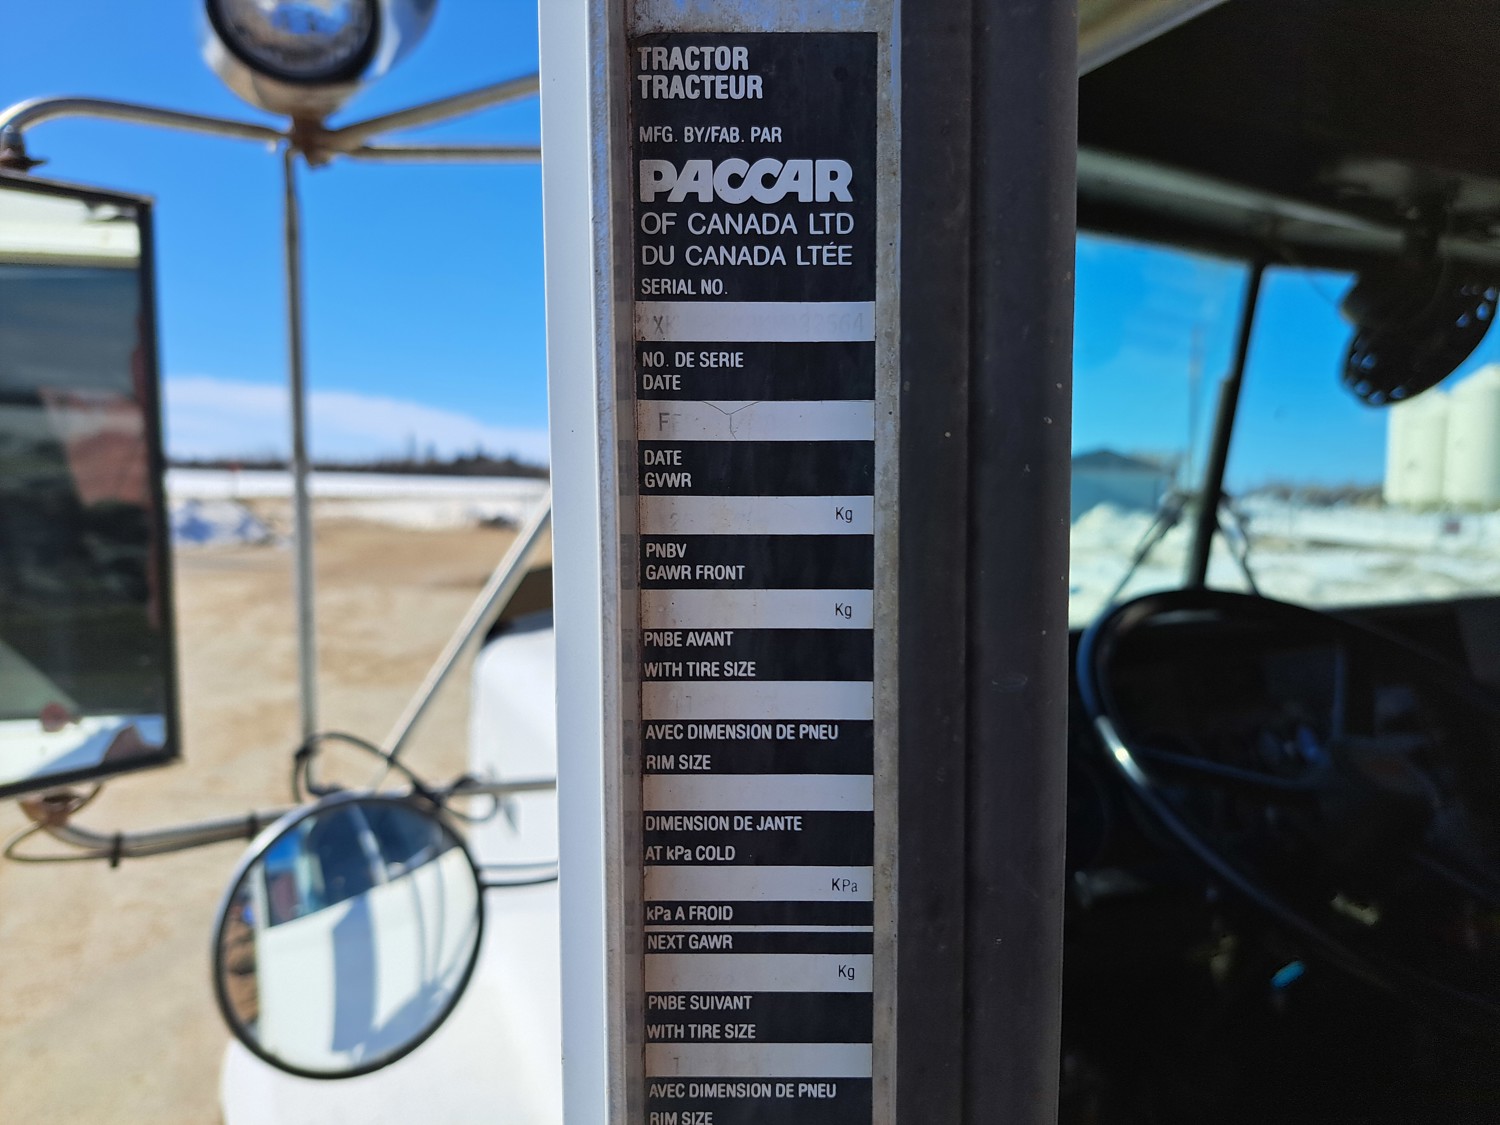 TRACTOR
TRACTEUR
MFG. BY/FAB. PAR
PACCAR
OF CANADA LTD
DU CANADA LTÉE
SERIAL NO.
NO. DE SERIE
DATE
DATE
GVWR
Kg
PNBV
GAWR FRONT
Kg
PNBE AVANT
WITH TIRE SIZE
AVEC DIMENSION DE PNEU
RIM SIZE
DIMENSION DE JANTE
AT kPa COLD
KPa
kPa A FROID
NEXT GAWR
Kg
PNBE SUIVANT
WITH TIRE SIZE
AVEC DIMENSION DE PNEU
RIM SIZE